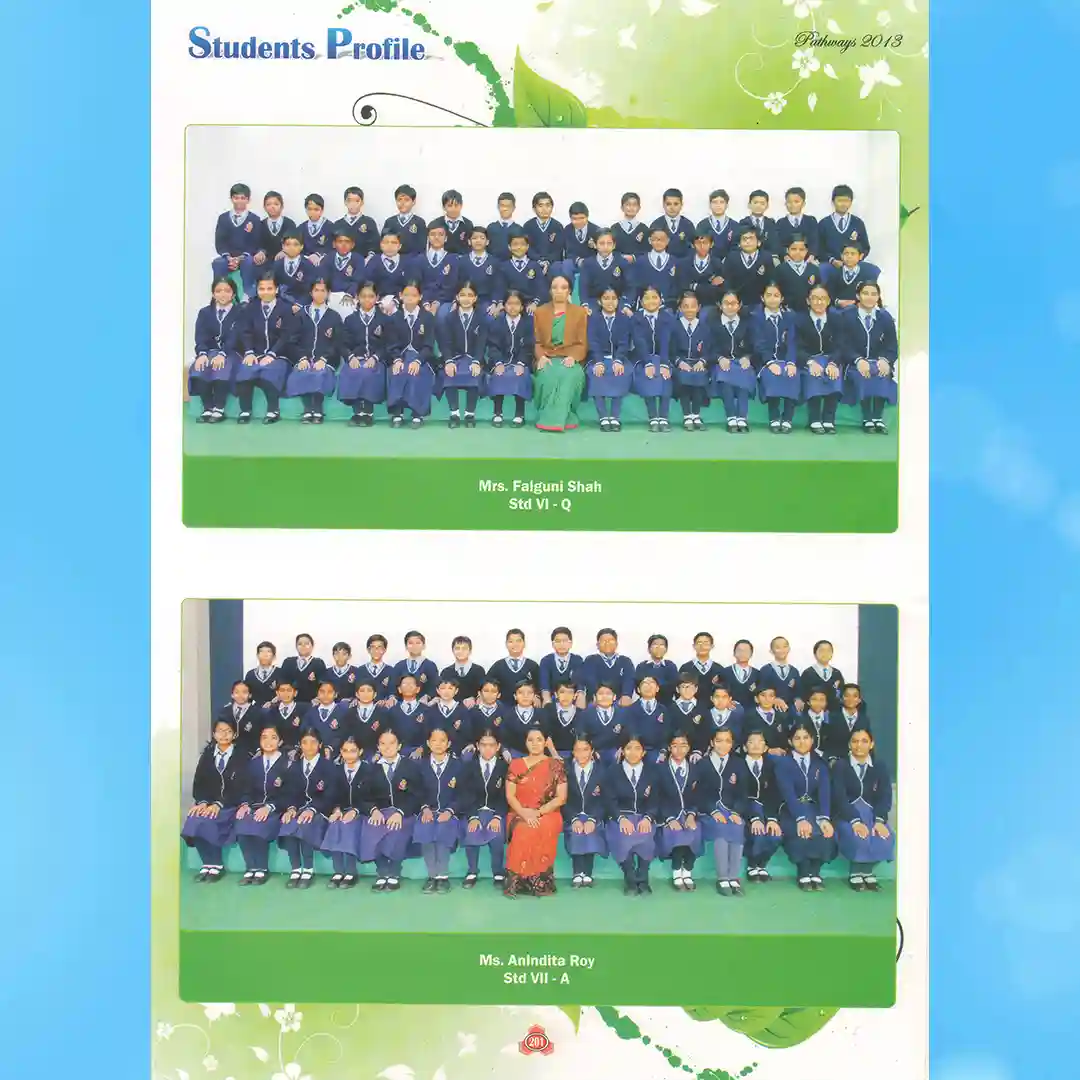 Students Profile
Pathways 2013
Mrs. Falguni Shah
Std VI - Q
Ms. Anindita Roy
Std VII - A
201